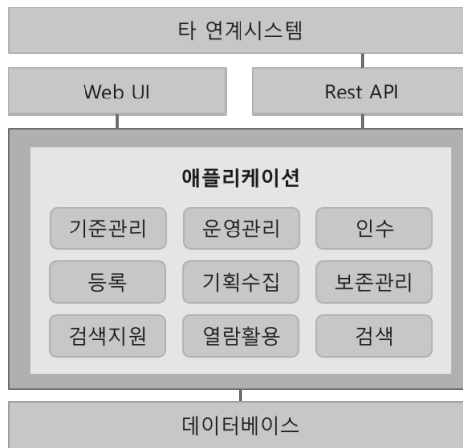 타 연계시스템
Web UI Rest API
애플리케이션
기준관리 운영관리 인수
등록 기획수집 보존관리
검색지원 열람활용 검색
데이터베이스